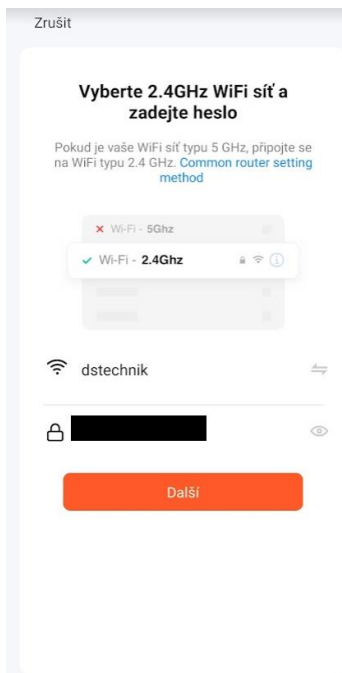 Zrušit
Vyberte 2.4GHz WiFi síť a
zadejte heslo
Pokud je vaše WiFi síť typu 5 GHz, připojte se
na WiFi typu 2.4 GHz. Common router setting
method
Wi-Fi - 5Ghz
Wi-Fi - 2.4Ghz
dstechnik
Další